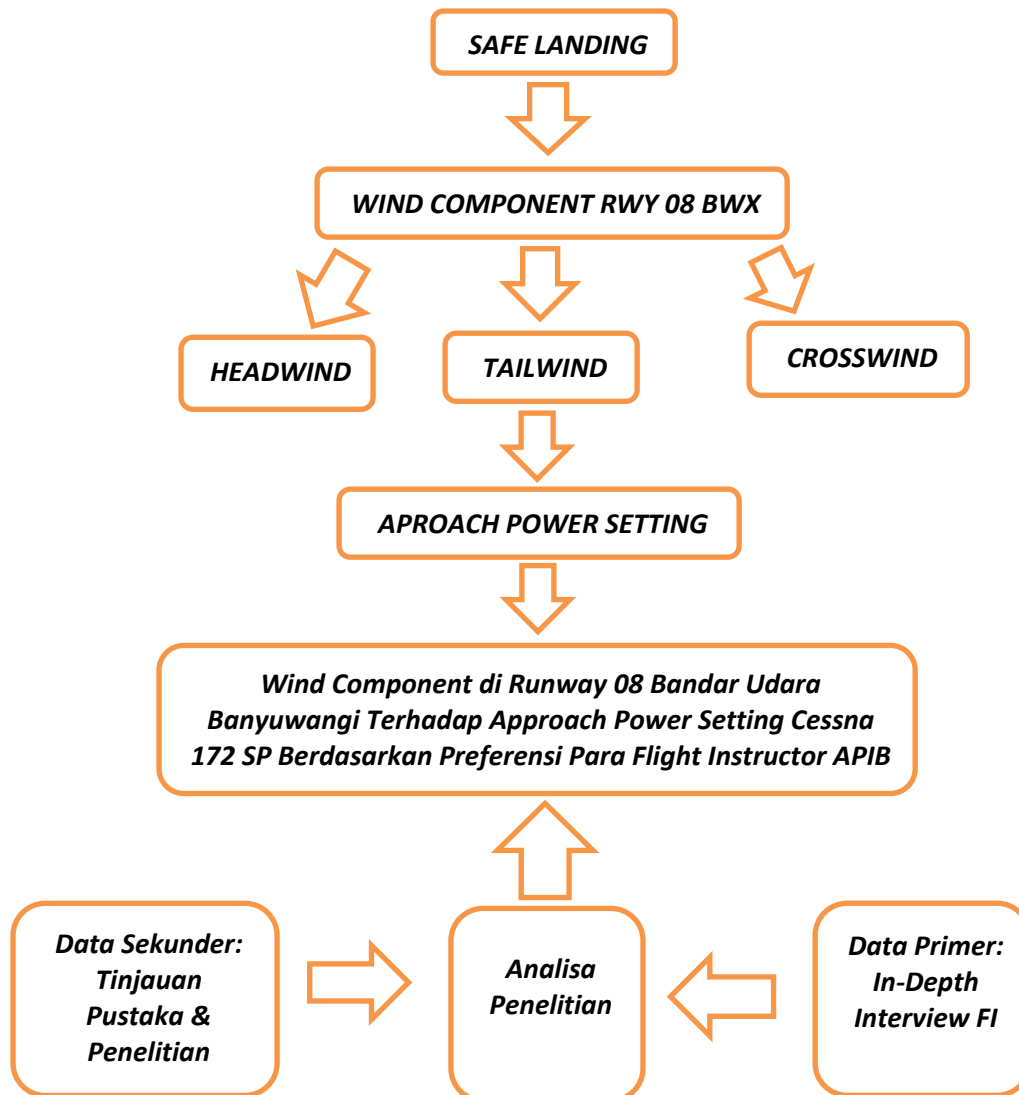 SAFE LANDING
WIND COMPONENT RWY 08 BWX
HEADWIND
TAILWIND
CROSSWIND
APROACH POWER SETTING
Wind Component di Runway 08 Bandar Udara
Banyuwangi Terhadap Approach Power Setting Cessna
172 SP Berdasarkan Preferensi Para Flight Instructor APIB
Data Sekunder:
Tinjauan
Pustaka &
Penelitian
Analisa
Penelitian
Data Primer:
In-Depth
Interview FI